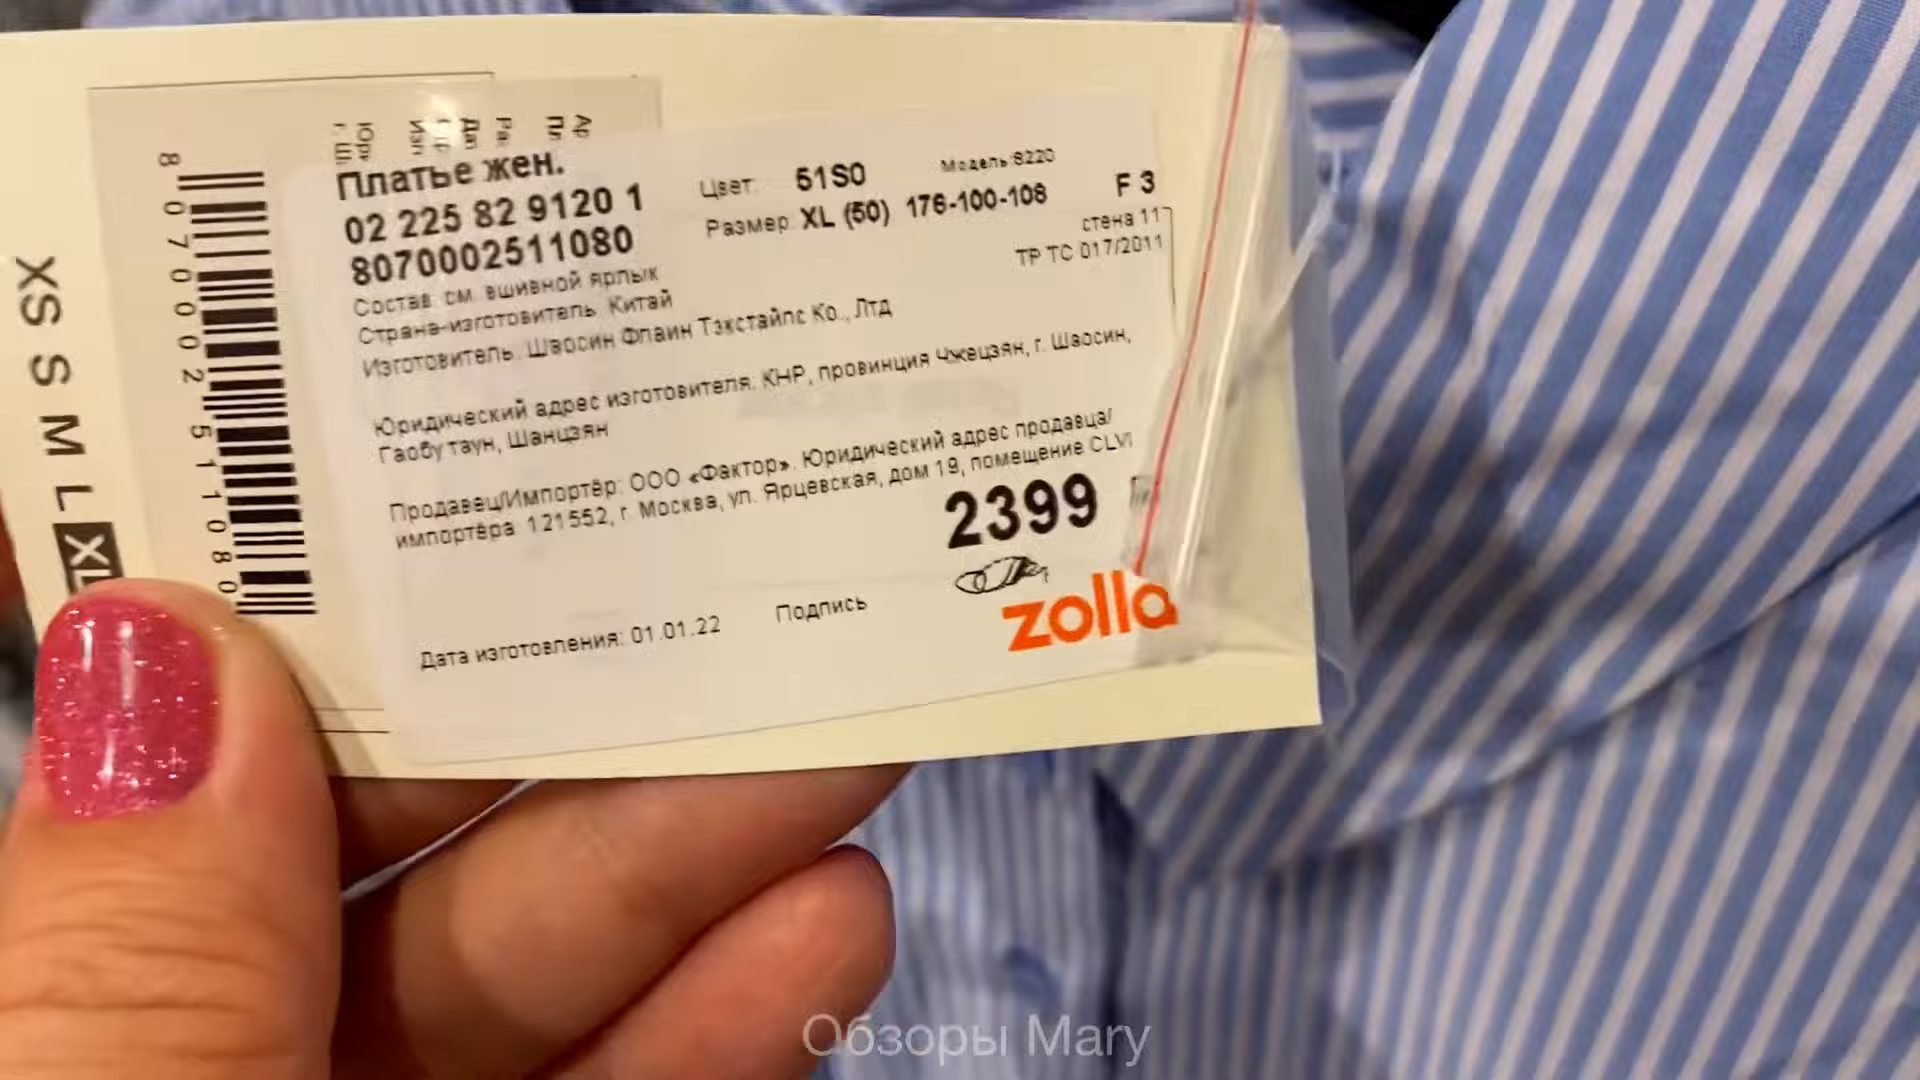 XS S M L XL
8070002511080
Платье жен.
02 225 82 9120 1
8070002511080
Цвет: 51S0
Модель:8220
Размер: XL (50) 176-100-108
F 3
стена 11
ТР ТС 017/2011
Состав: см. вшивной ярлык
Страна-изготовитель: Китай
Изготовитель: Шаосин Флаин Тэкстайлс Ко., Лтд
Юридический адрес изготовителя: КНР, провинция Чжецзян, г. Шаосин,
Гаобу таун, Шанцзян
Продавец/Импортёр: ООО «Фактор». Юридический адрес продавца/
импортёра: 121552, г. Москва, ул. Ярцевская, дом 19, помещение CLVI
2399
Дата изготовления: 01.01.22
Подпись
zolla
Обзоры Mary